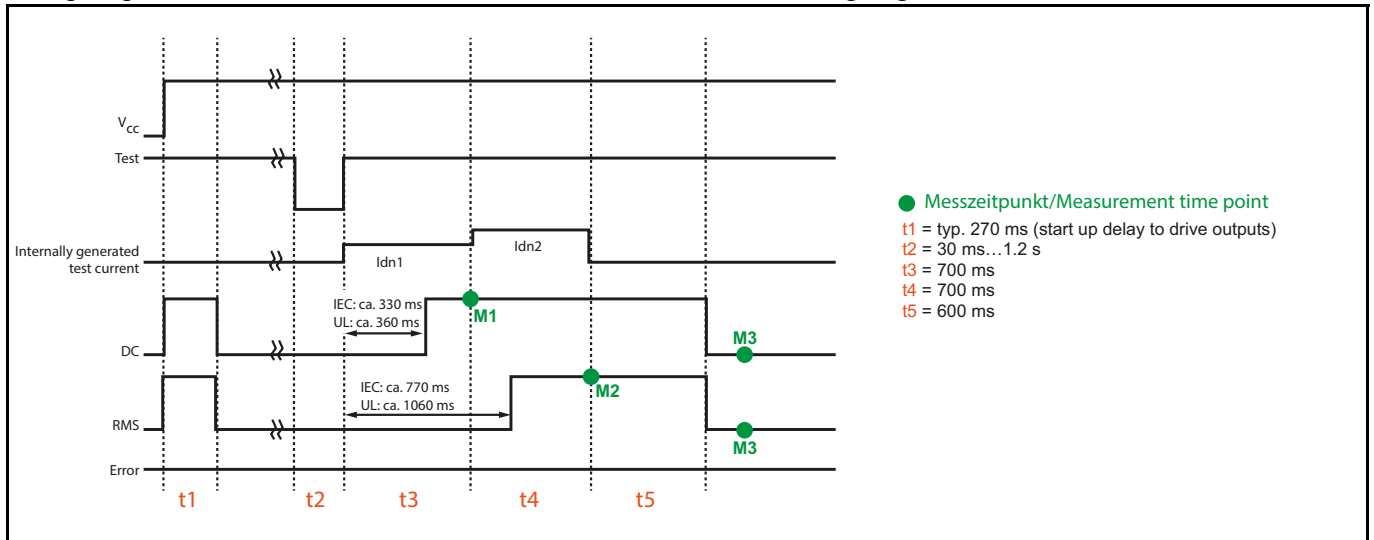 V_CC
Test
Internally generated
test current
Idn1
Idn2
IEC: ca. 330 ms
UL: ca. 360 ms
M1
M3
DC
IEC: ca. 770 ms
UL: ca. 1060 ms
M2
RMS
M3
Error
t1
t2
t3
t4
t5
Messzeitpunkt/Measurement time point
t1 = typ. 270 ms (start up delay to drive outputs)
t2 = 30 ms…1.2 s
t3 = 700 ms
t4 = 700 ms
t5 = 600 ms